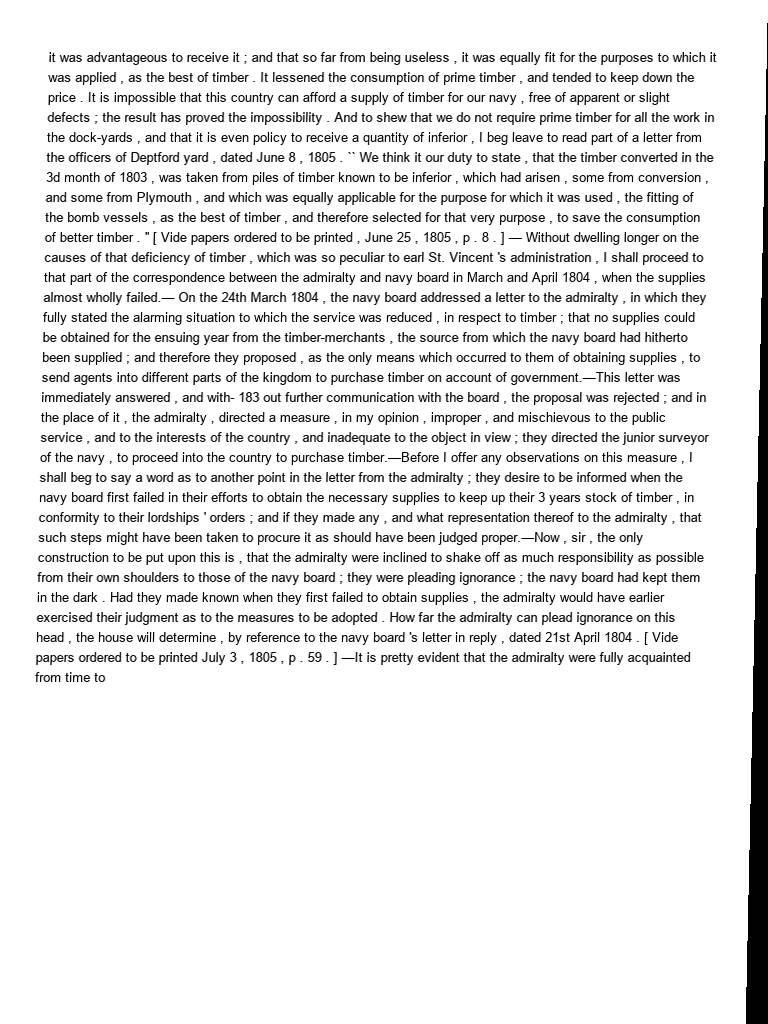 it was advantageous to receive it ; and that so far from being useless , it was equally fit for the purposes to which it
was applied , as the best of timber . It lessened the consumption of prime timber , and tended to keep down the
price . It is impossible that this country can afford a supply of timber for our navy , free of apparent or slight
defects ; the result has proved the impossibility . And to shew that we do not require prime timber for all the work in
the dock-yards , and that it is even policy to receive a quantity of inferior , I beg leave to read part of a letter from
the officers of Deptford yard , dated June 8 , 1805 . `` We think it our duty to state , that the timber converted in the
3d month of 1803 , was taken from piles of timber known to be inferior , which had arisen , some from conversion ,
and some from Plymouth , and which was equally applicable for the purpose for which it was used , the fitting of
the bomb vessels , as the best of timber , and therefore selected for that very purpose , to save the consumption
of better timber . " [ Vide papers ordered to be printed , June 25 , 1805 , p . 8 . ] — Without dwelling longer on the
causes of that deficiency of timber , which was so peculiar to earl St. Vincent 's administration , I shall proceed to
that part of the correspondence between the admiralty and navy board in March and April 1804 , when the supplies
almost wholly failed.— On the 24th March 1804 , the navy board addressed a letter to the admiralty , in which they
fully stated the alarming situation to which the service was reduced , in respect to timber ; that no supplies could
be obtained for the ensuing year from the timber-merchants , the source from which the navy board had hitherto
been supplied ; and therefore they proposed , as the only means which occurred to them of obtaining supplies , to
send agents into different parts of the kingdom to purchase timber on account of government.—This letter was
immediately answered , and with- 183 out further communication with the board , the proposal was rejected ; and in
the place of it , the admiralty , directed a measure , in my opinion , improper , and mischievous to the public
service , and to the interests of the country , and inadequate to the object in view ; they directed the junior surveyor
of the navy , to proceed into the country to purchase timber.—Before I offer any observations on this measure , I
shall beg to say a word as to another point in the letter from the admiralty ; they desire to be informed when the
navy board first failed in their efforts to obtain the necessary supplies to keep up their 3 years stock of timber , in
conformity to their lordships ' orders ; and if they made any , and what representation thereof to the admiralty , that
such steps might have been taken to procure it as should have been judged proper.—Now , sir , the only
construction to be put upon this is , that the admiralty were inclined to shake off as much responsibility as possible
from their own shoulders to those of the navy board ; they were pleading ignorance ; the navy board had kept them
in the dark . Had they made known when they first failed to obtain supplies , the admiralty would have earlier
exercised their judgment as to the measures to be adopted . How far the admiralty can plead ignorance on this
head , the house will determine , by reference to the navy board 's letter in reply , dated 21st April 1804 . [ Vide
papers ordered to be printed July 3 , 1805 , p . 59 . ] —It is pretty evident that the admiralty were fully acquainted
from time to